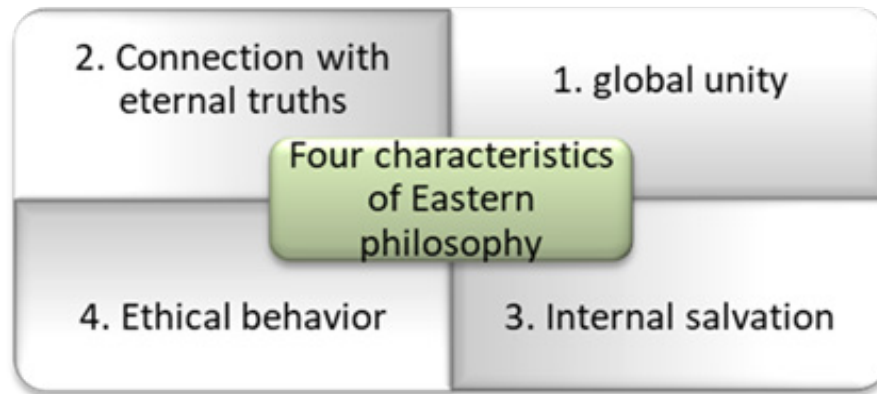 2. Connection with
eternal truths
1. global unity
Four characteristics
of Eastern
philosophy
4. Ethical behavior
3. Internal salvation